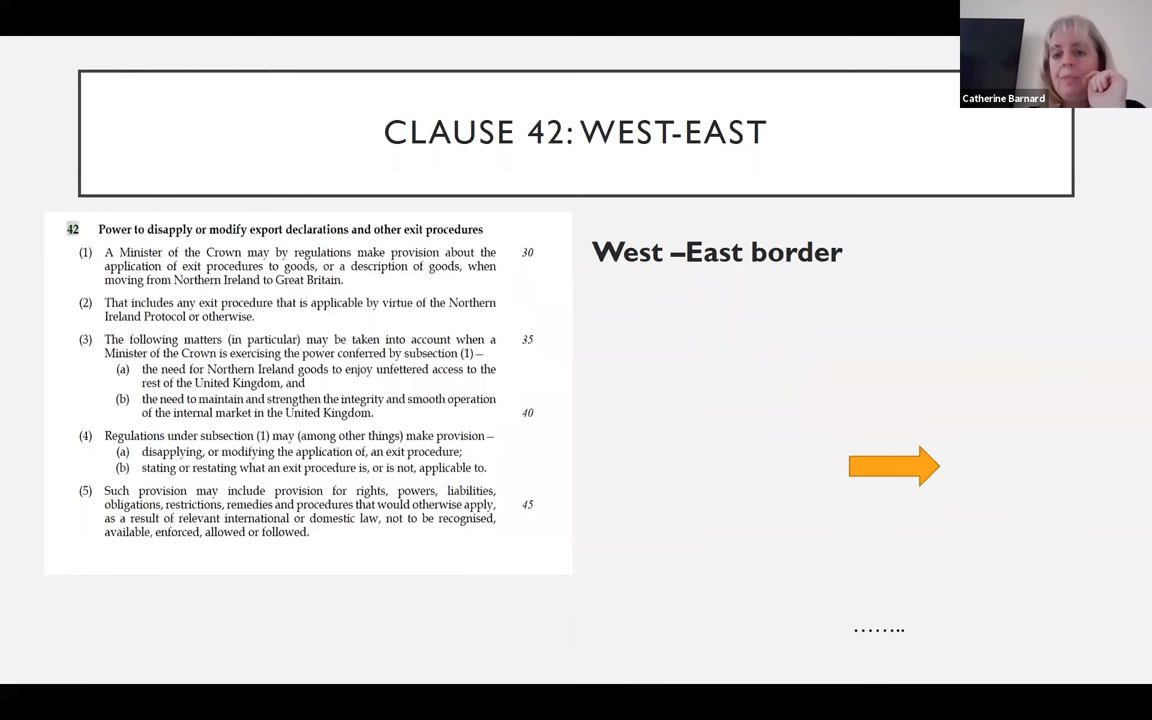 Catherine Barnard
CLAUSE 42: WEST-EAST
42 Power to disapply or modify export declarations and other exit procedures
(1) A Minister of the Crown may by regulations make provision about the 30
application of exit procedures to goods, or a description of goods, when
moving from Northern Ireland to Great Britain.
(2) That includes any exit procedure that is applicable by virtue of the Northern
Ireland Protocol or otherwise.
(3) The following matters (in particular) may be taken into account when a 35
Minister of the Crown is exercising the power conferred by subsection (1) —
(a) the need for Northern Ireland goods to enjoy unfettered access to the
rest of the United Kingdom, and
(b) the need to maintain and strengthen the integrity and smooth operation
of the internal market in the United Kingdom. 40
(4) Regulations under subsection (1) may (among other things) make provision —
(a) disapplying, or modifying the application of, an exit procedure;
(b) stating or restating what an exit procedure is, or is not, applicable to.
(5) Such provision may include provision for rights, powers, liabilities,
obligations, restrictions, remedies and procedures that would otherwise apply, 45
as a result of relevant international or domestic law, not to be recognised,
available, enforced, allowed or followed.
West –East border
……..